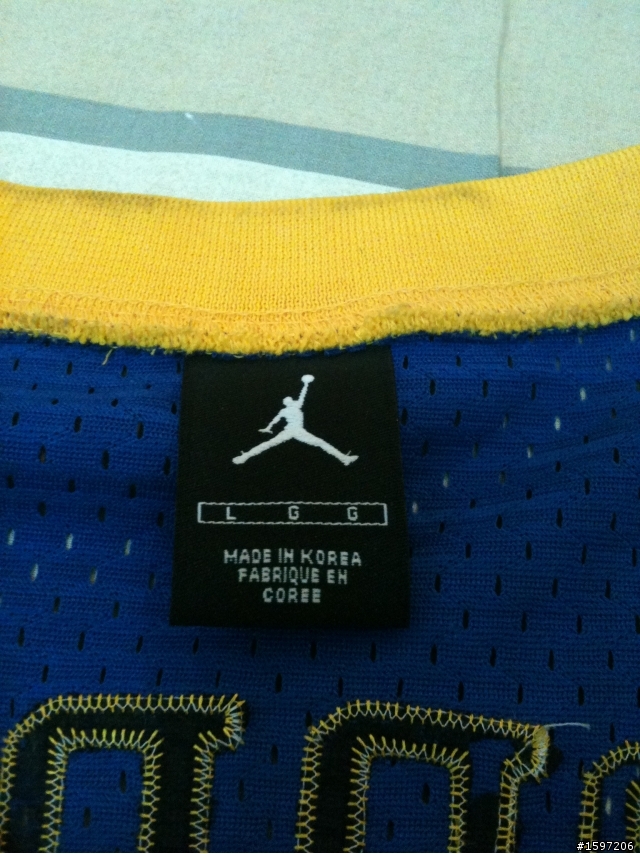 L G G
MADE IN KOREA
FABRIQUE EN
COREE
#1597206